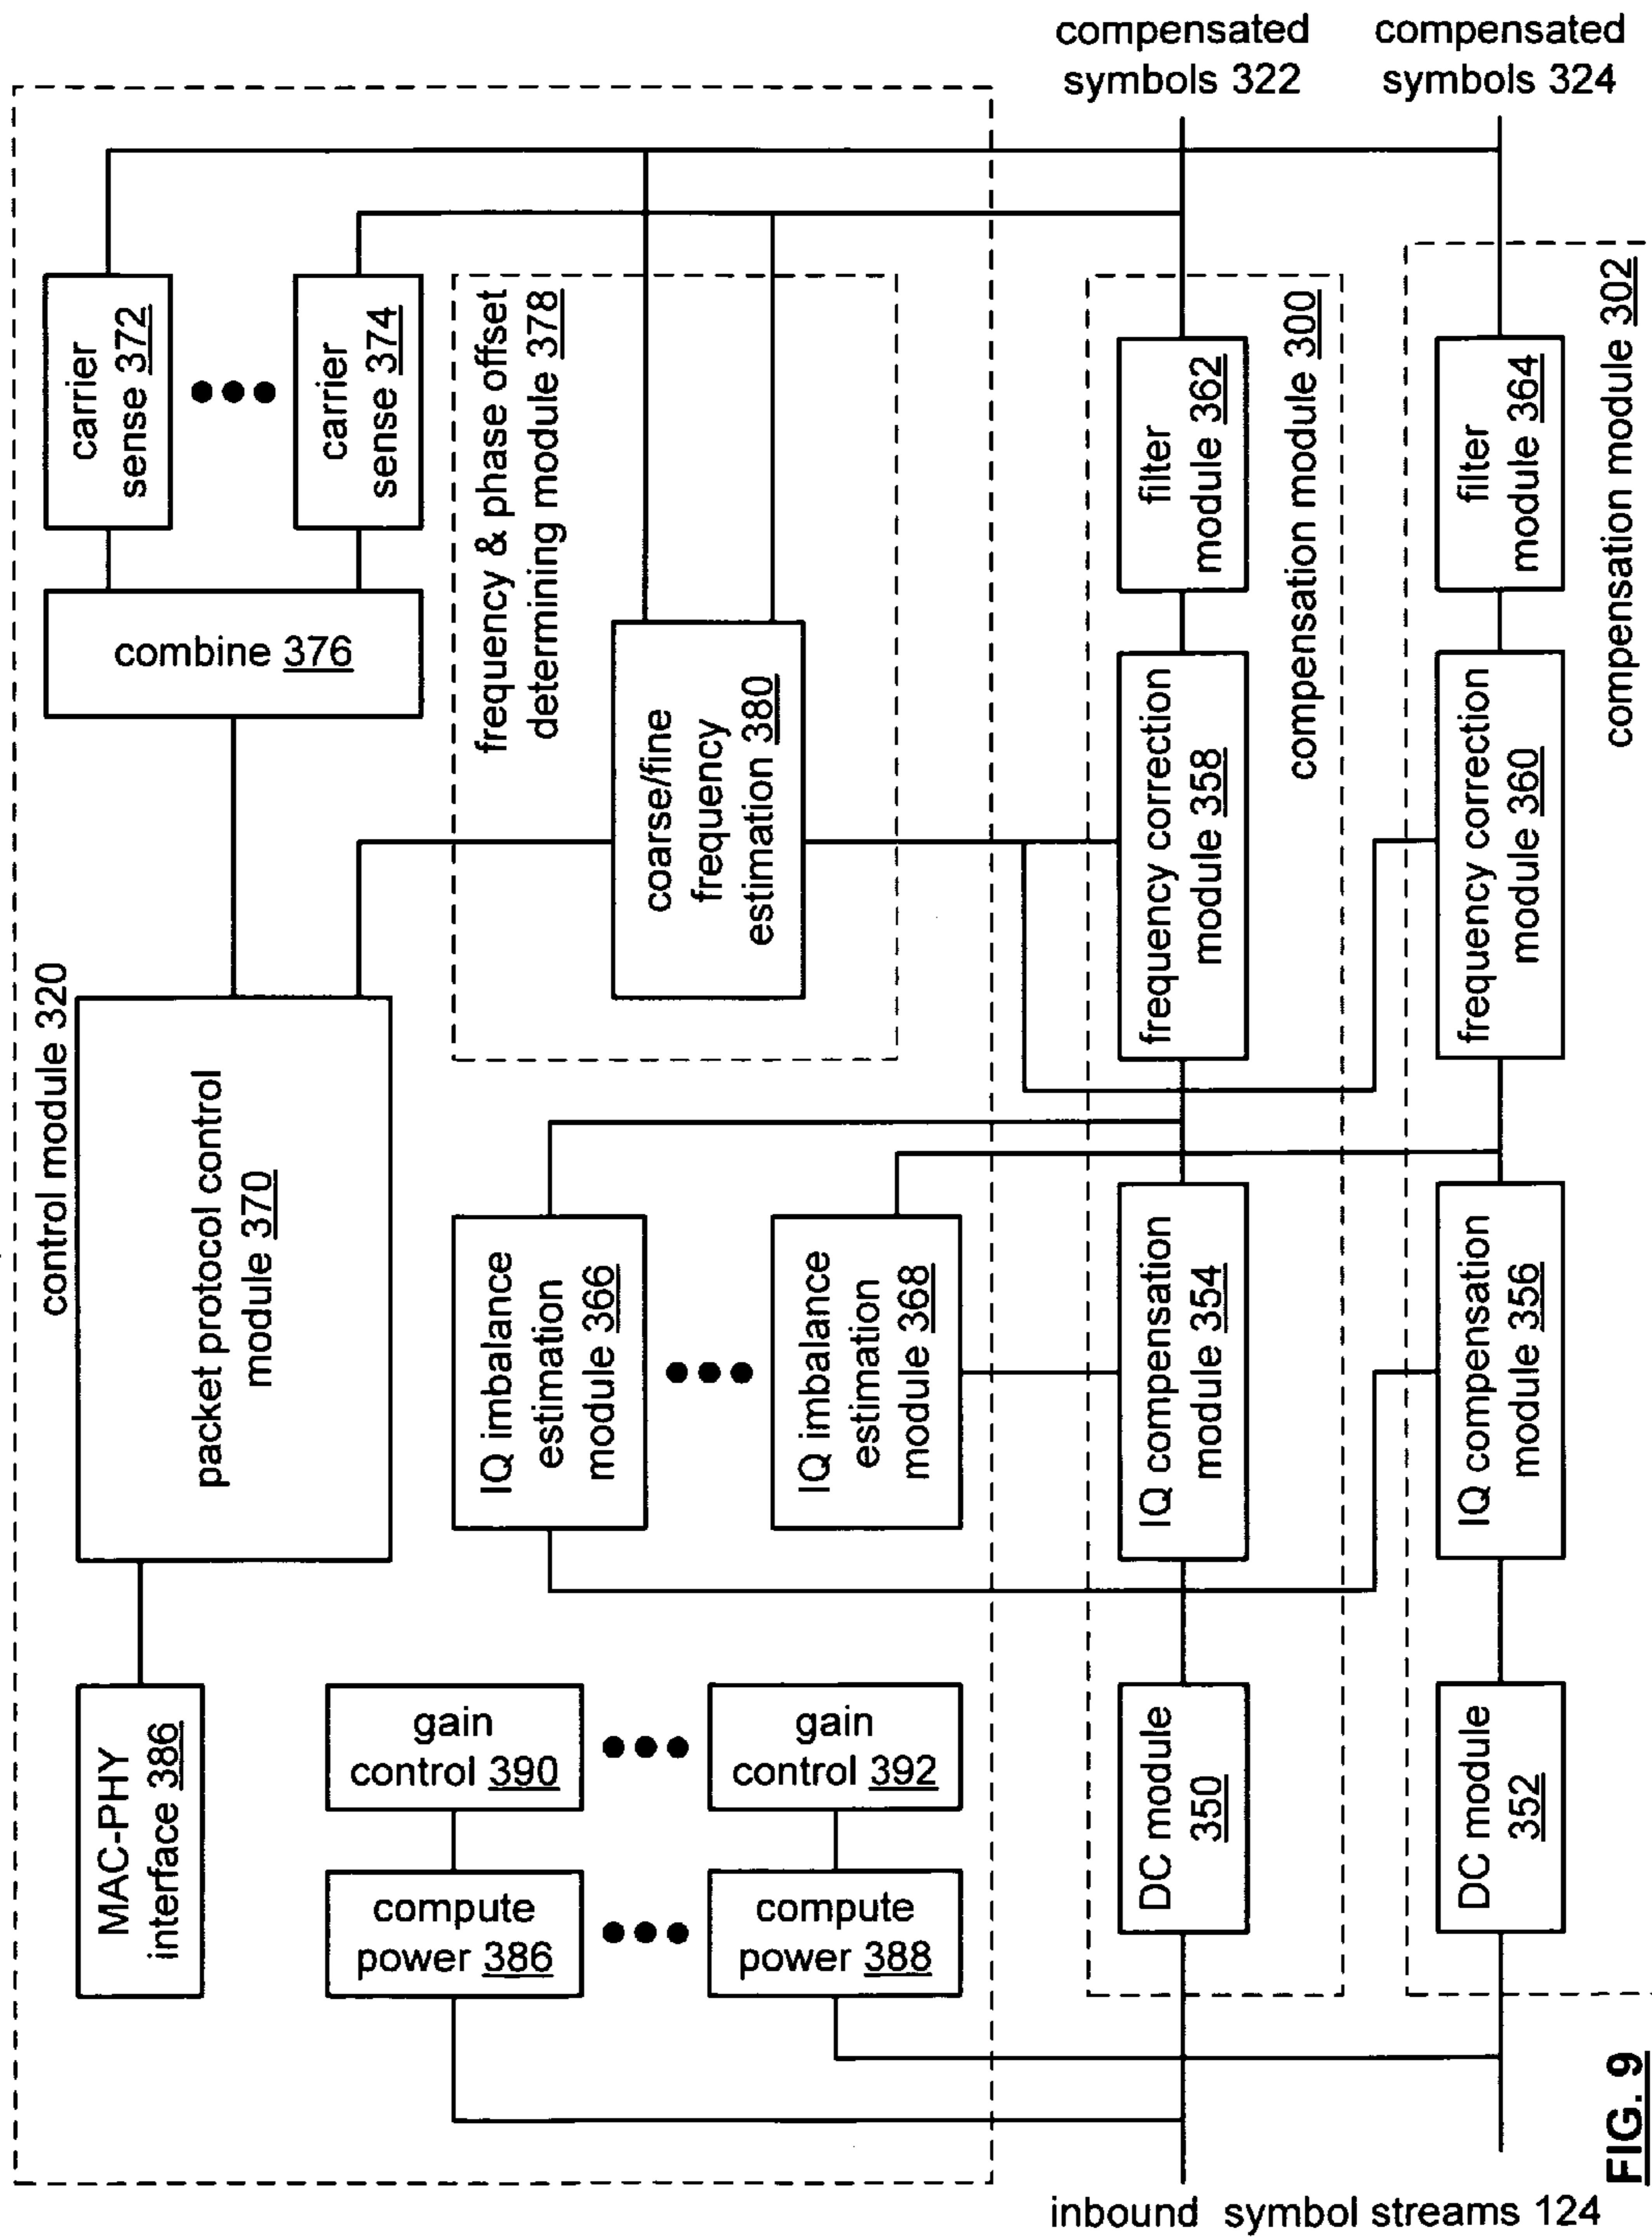 compensated
symbols 322
compensated
symbols 324
control module 320
carrier
sense 372
carrier
sense 374
combine 376
packet protocol control
module 370
MAC-PHY
interface 386
frequency & phase offset
determining module 378
coarse/fine
frequency
estimation 380
IQ imbalance
estimation
module 366
IQ imbalance
estimation
module 368
gain
control 390
gain
control 392
compute
power 386
compute
power 388
filter
module 362
frequency correction
module 358
IQ compensation
module 354
DC module
350
compensation module 300
filter
module 364
frequency correction
module 360
IQ compensation
module 356
DC module
352
compensation module 302
inbound symbol streams 124
FIG. 9